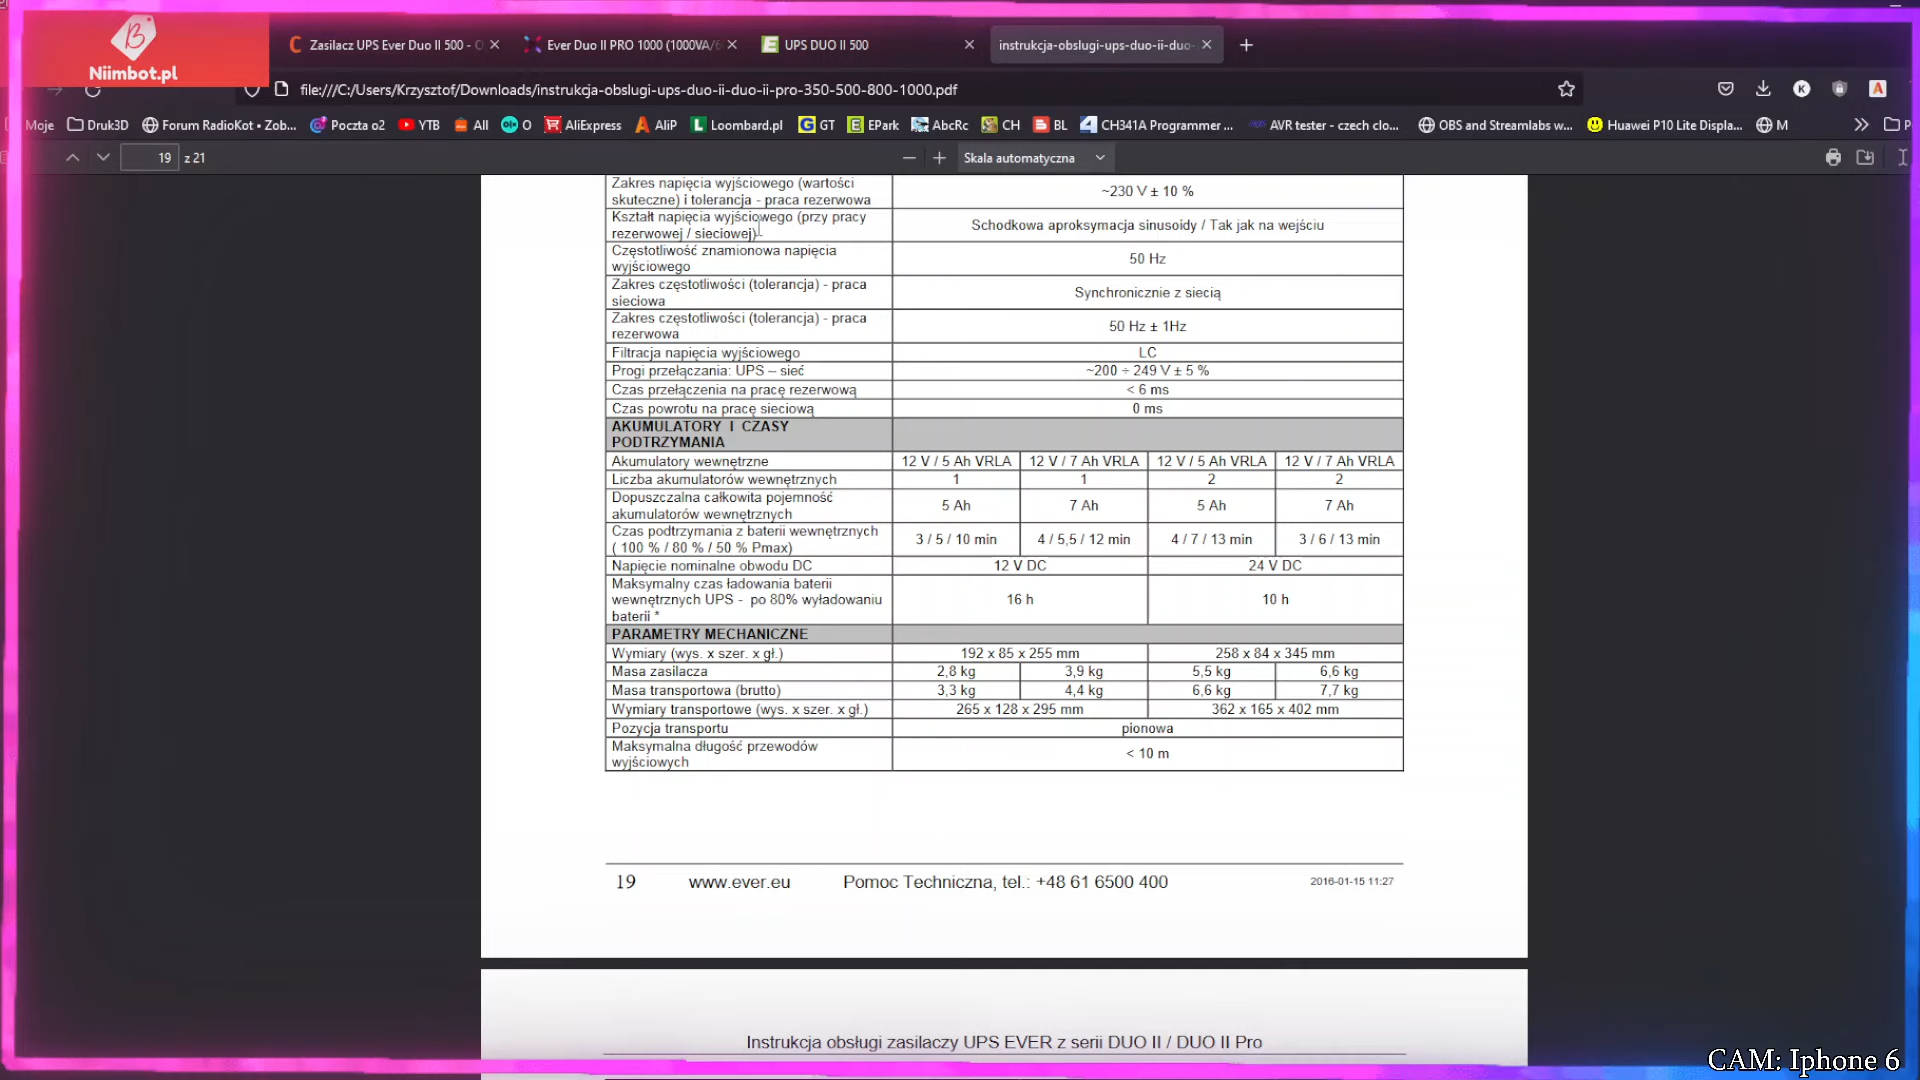 Niimbot.pl
Zasilacz UPS Ever Duo II 500 - O
Ever Duo II PRO 1000 (1000VA/6
UPS DUO II 500
instrukcja-obslugi-ups-duo-ii-duo-
file:///C:/Users/Krzysztof/Downloads/instrukcja-obslugi-ups-duo-ii-duo-ii-pro-350-500-800-1000.pdf
Moje Druk3D Forum RadioKot • Zob... Poczta o2 YTB All O AliExpress AliP Loombard.pl GT EPark AbcRc CH BL CH341A Programmer ... AVR tester - czech clo... OBS and Streamlabs w... Huawei P10 Lite Displa... M
19 z 21 Skala automatyczna
Zakres napięcia wyjściowego (wartości
skuteczne) i tolerancja - praca rezerwowa
~230 V ± 10 %
Kształt napięcia wyjściowego (przy pracy
rezerwowej / sieciowej)
Schodkowa aproksymacja sinusoidy / Tak jak na wejściu
Częstotliwość znamionowa napięcia
wyjściowego
50 Hz
Zakres częstotliwości (tolerancja) - praca
sieciowa
Synchronicznie z siecią
Zakres częstotliwości (tolerancja) - praca
rezerwowa
50 Hz ± 1Hz
Filtracja napięcia wyjściowego LC
Progi przełączania: UPS – sieć ~200 ÷ 249 V ± 5 %
Czas przełączenia na pracę rezerwową < 6 ms
Czas powrotu na pracę sieciową 0 ms
AKUMULATORY I CZASY
PODTRZYMANIA
Akumulatory wewnętrzne 12 V / 5 Ah VRLA 12 V / 7 Ah VRLA 12 V / 5 Ah VRLA 12 V / 7 Ah VRLA
Liczba akumulatorów wewnętrznych 1 1 2 2
Dopuszczalna całkowita pojemność
akumulatorów wewnętrznych
5 Ah 7 Ah 5 Ah 7 Ah
Czas podtrzymania z baterii wewnętrznych
( 100 % / 80 % / 50 % Pmax)
3 / 5 / 10 min 4 / 5,5 / 12 min 4 / 7 / 13 min 3 / 6 / 13 min
Napięcie nominalne obwodu DC 12 V DC 24 V DC
Maksymalny czas ładowania baterii
wewnętrznych UPS - po 80% wyładowaniu
baterii *
16 h 10 h
PARAMETRY MECHANICZNE
Wymiary (wys. x szer. x gł.) 192 x 85 x 255 mm 258 x 84 x 345 mm
Masa zasilacza 2,8 kg 3,9 kg 5,5 kg 6,6 kg
Masa transportowa (brutto) 3,3 kg 4,4 kg 6,6 kg 7,7 kg
Wymiary transportowe (wys. x szer. x gł.) 265 x 128 x 295 mm 362 x 165 x 402 mm
Pozycja transportu pionowa
Maksymalna długość przewodów
wyjściowych
< 10 m
19 www.ever.eu Pomoc Techniczna, tel.: +48 61 6500 400 2016-01-15 11:27
Instrukcja obsługi zasilaczy UPS EVER z serii DUO II / DUO II Pro
CAM: Iphone 6